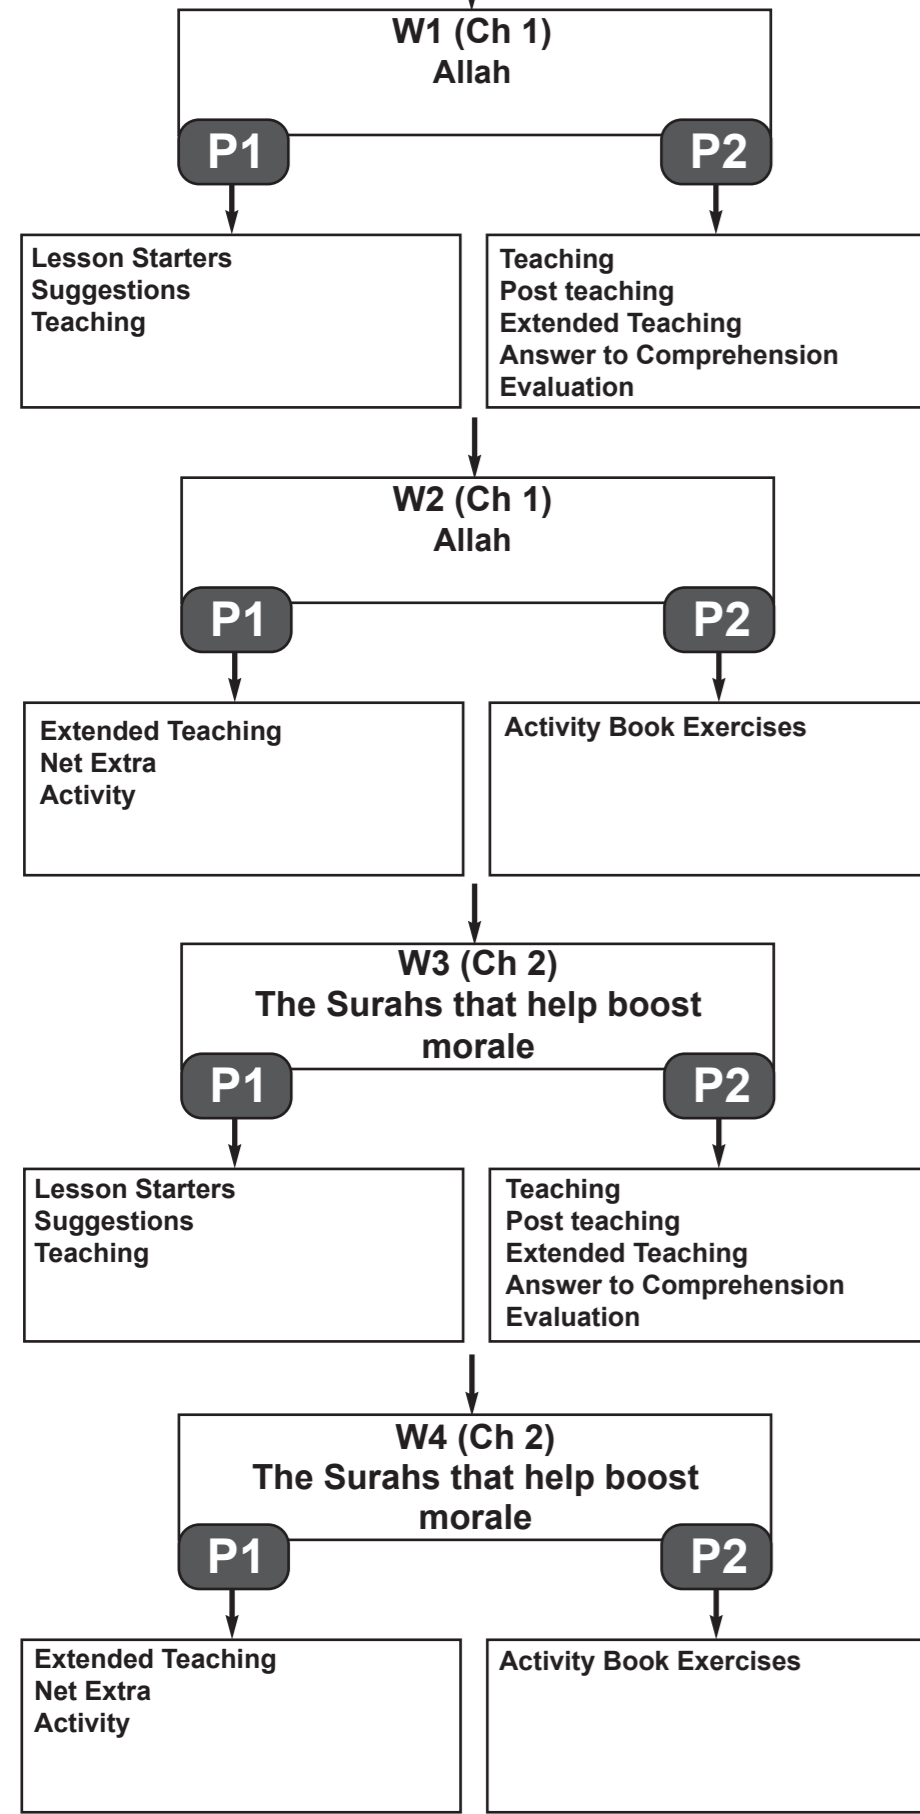 W1 (Ch 1)
Allah
P1
P2
Lesson Starters
Suggestions
Teaching
Teaching
Post teaching
Extended Teaching
Answer to Comprehension
Evaluation
W2 (Ch 1)
Allah
P1
P2
Extended Teaching
Net Extra
Activity
Activity Book Exercises
W3 (Ch 2)
The Surahs that help boost
morale
P1
P2
Lesson Starters
Suggestions
Teaching
Teaching
Post teaching
Extended Teaching
Answer to Comprehension
Evaluation
W4 (Ch 2)
The Surahs that help boost
morale
P1
P2
Extended Teaching
Net Extra
Activity
Activity Book Exercises